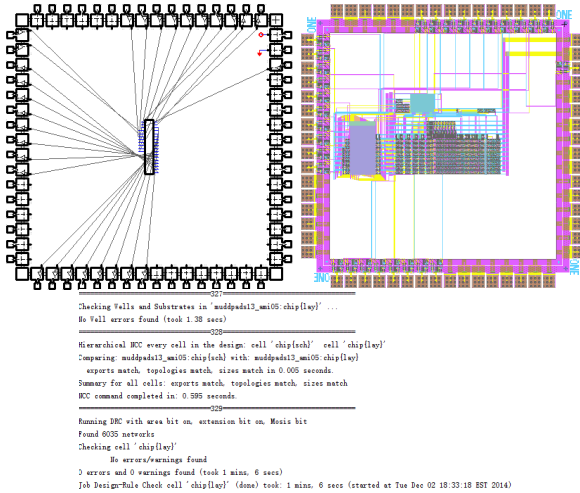 ONE
ONE
ONE
ONE
327
Checking Wells and Substrates in 'muddpads13_ami05:chip{lay}' ...
No Well errors found (took 1.38 secs)
328
Hierarchical NCC every cell in the design: cell 'chip{sch}' cell 'chip{lay}'
Comparing: muddpads13_ami05:chip{sch} with: muddpads13_ami05:chip{lay}
exports match, topologies match, sizes match in 0.005 seconds.
Summary for all cells: exports match, topologies match, sizes match
NCC command completed in: 0.595 seconds.
329
Running DRC with area bit on, extension bit on, Mosis bit
Found 6035 networks
Checking cell 'chip{lay}'
No errors/warnings found
0 errors and 0 warnings found (took 1 mins, 6 secs)
Job Design-Rule Check cell 'chip{lay}' (done) took: 1 mins, 6 secs (started at Tue Dec 02 18:33:18 EST 2014)